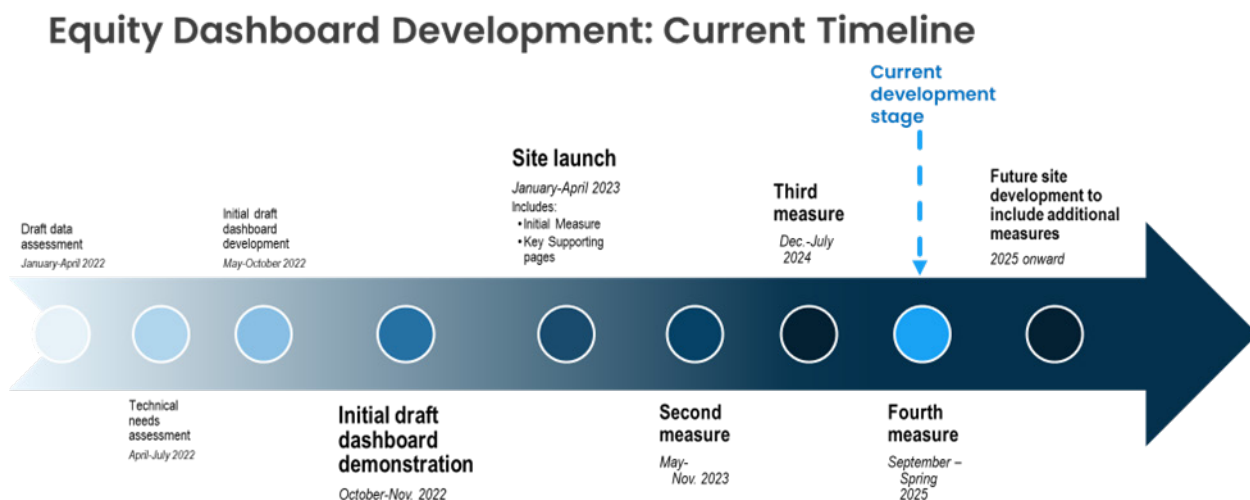 Equity Dashboard Development: Current Timeline
Current
development
stage
Draft data
assessment
January-April 2022
Technical
needs
assessment
April-July 2022
Initial draft
dashboard
development
May-October 2022
Initial draft
dashboard
demonstration
October-Nov. 2022
Site launch
January-April 2023
Includes:
• Initial Measure
• Key Supporting
pages
Second
measure
May-
Nov. 2023
Third
measure
Dec.-July
2024
Fourth
measure
September –
Spring
2025
Future site
development to
include additional
measures
2025 onward